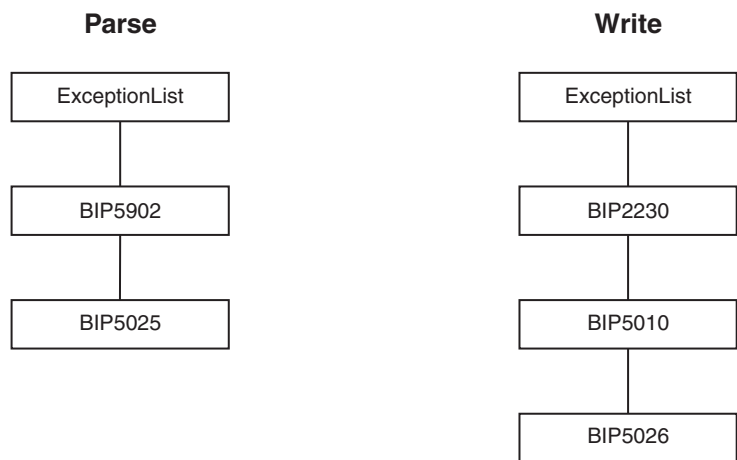 Parse
ExceptionList
BIP5902
BIP5025
Write
ExceptionList
BIP2230
BIP5010
BIP5026